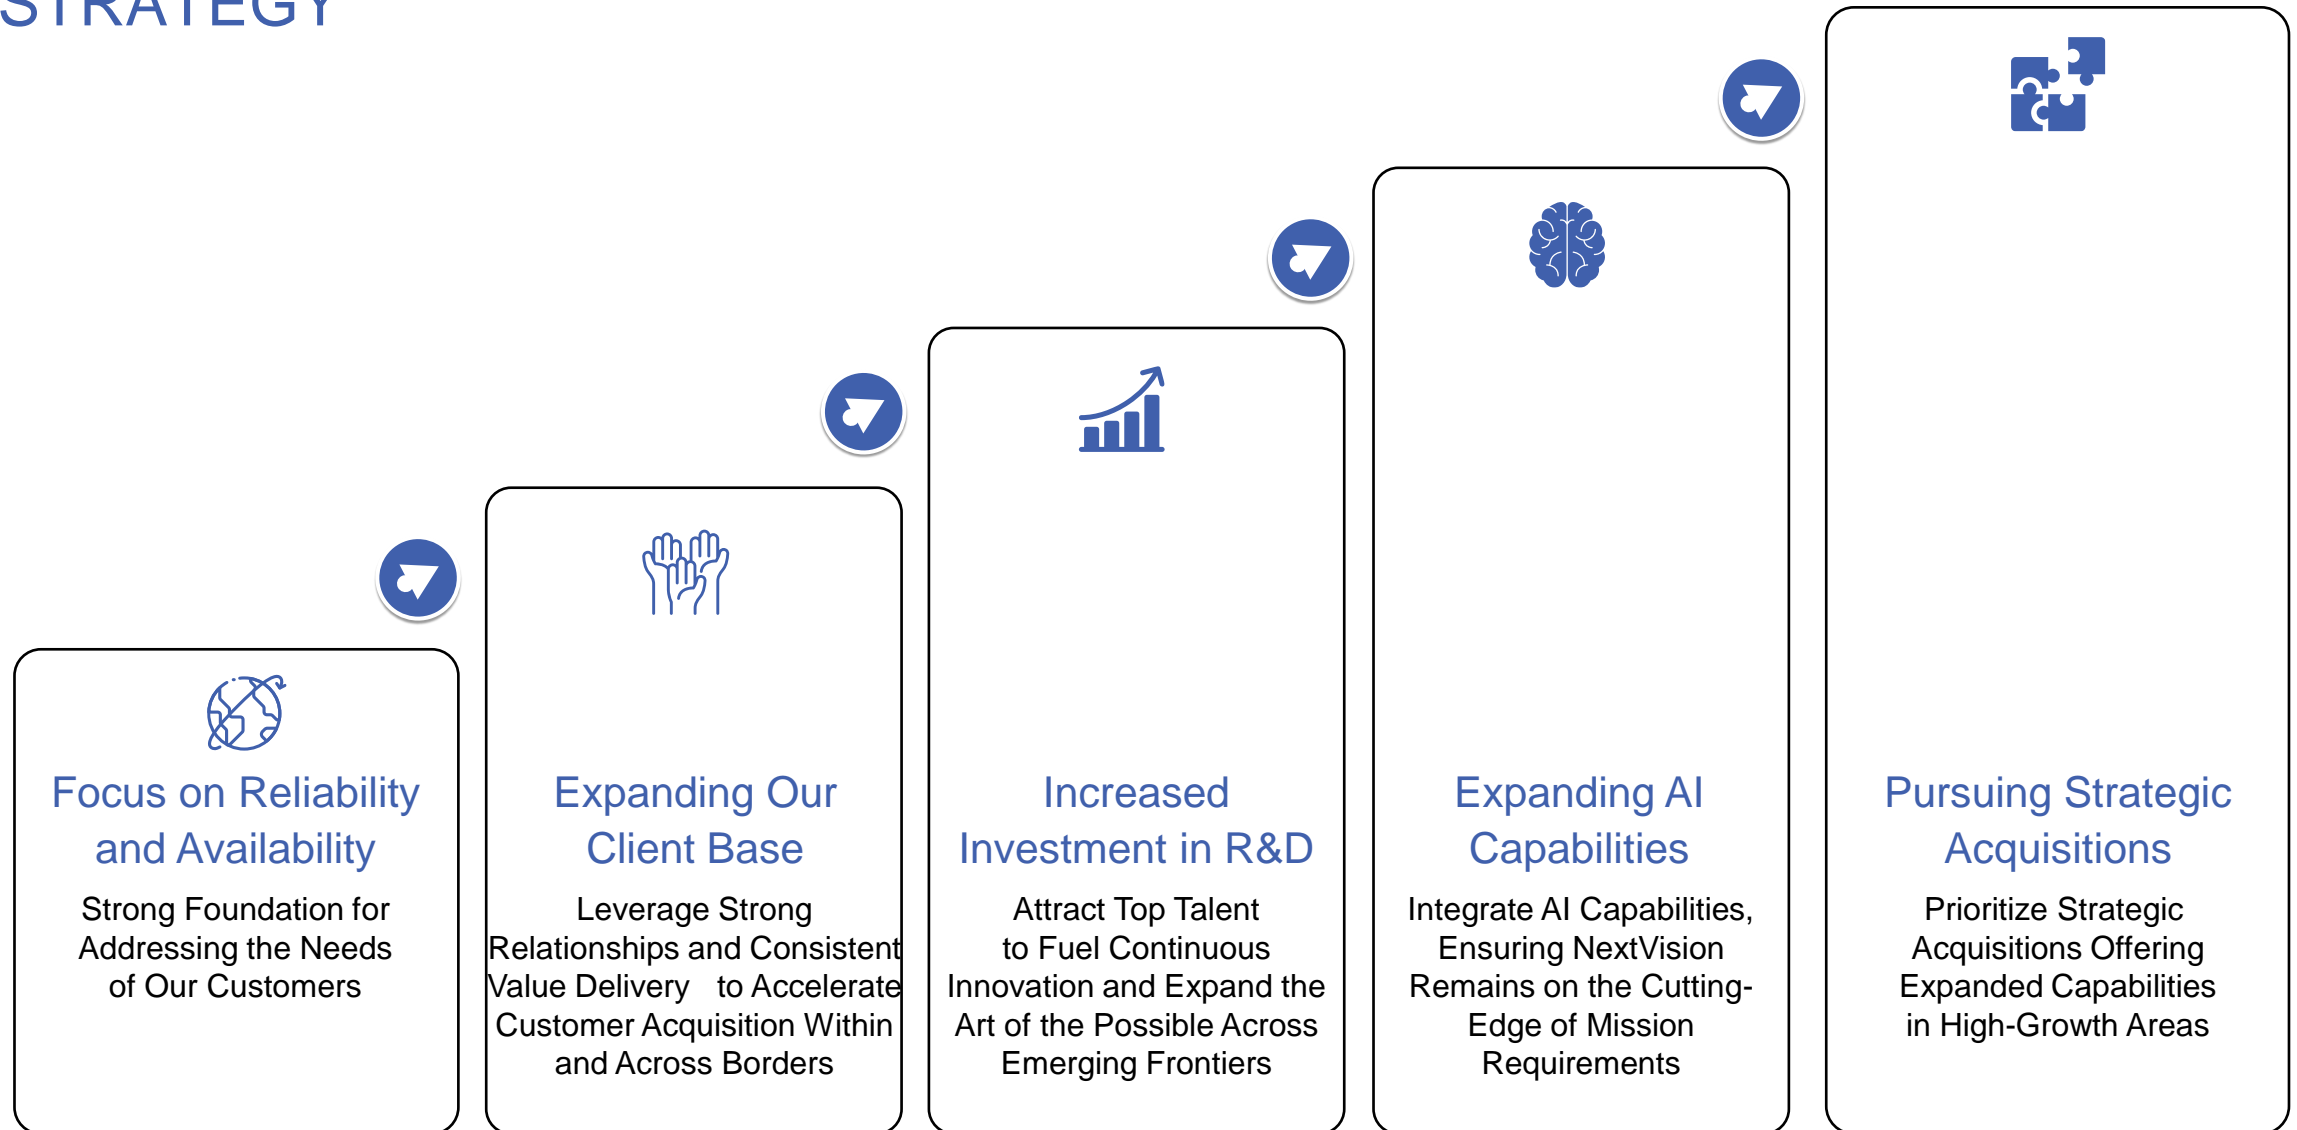 STRATEGY
Focus on Reliability
and Availability
Strong Foundation for
Addressing the Needs
of Our Customers
Expanding Our
Client Base
Leverage Strong
Relationships and Consistent
Value Delivery   to Accelerate
Customer Acquisition Within
and Across Borders
Increased
Investment in R&D
Attract Top Talent
to Fuel Continuous
Innovation and Expand the
Art of the Possible Across
Emerging Frontiers
Expanding AI
Capabilities
Integrate AI Capabilities,
Ensuring NextVision
Remains on the Cutting-
Edge of Mission
Requirements
Pursuing Strategic
Acquisitions
Prioritize Strategic
Acquisitions Offering
Expanded Capabilities
in High-Growth Areas